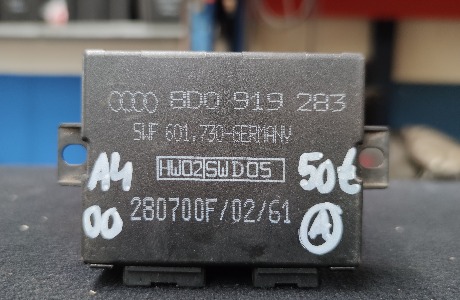 8D0 919 283
SWF 601.730-GERMANY
HW02 SWD05
A4
50€
280700F/02/61
00
A